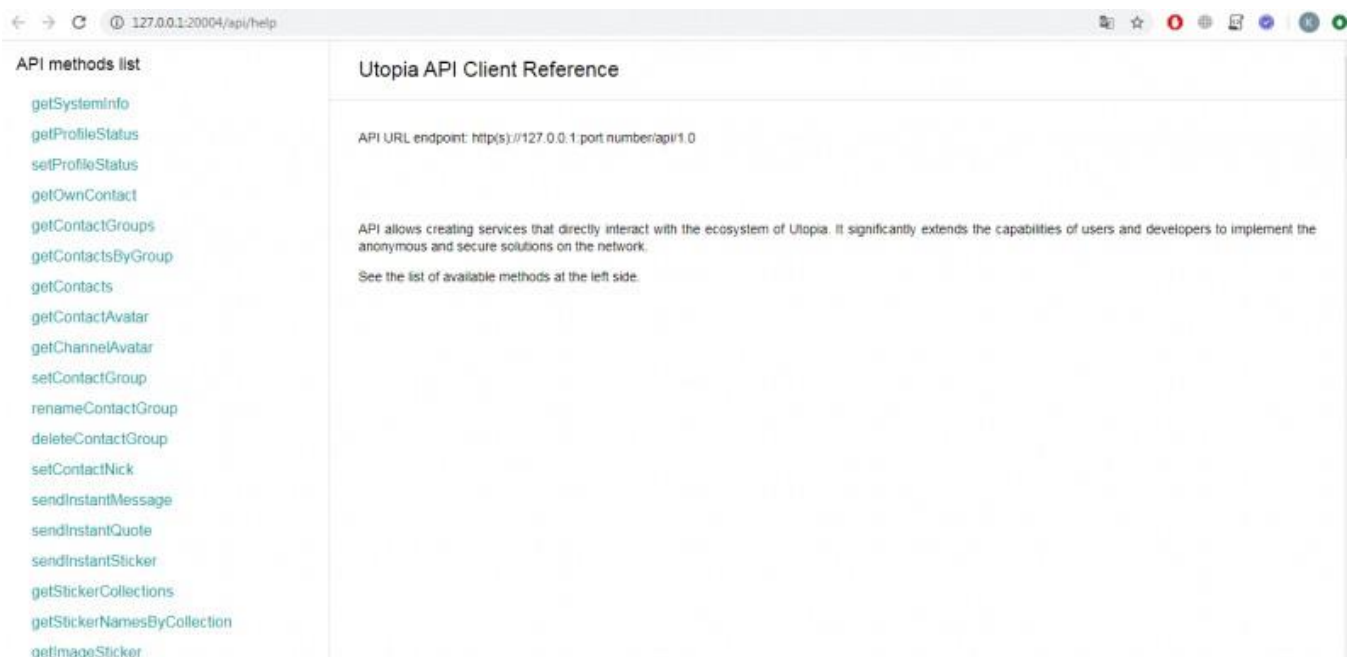 127.0.0.1:20004/api/help
API methods list
getSystemInfo
getProfileStatus
setProfileStatus
getOwnContact
getContactGroups
getContactsByGroup
getContacts
getContactAvatar
getChannelAvatar
setContactGroup
renameContactGroup
deleteContactGroup
setContactNick
sendInstantMessage
sendInstantQuote
sendInstantSticker
getStickerCollections
getStickerNamesByCollection
getImageSticker
Utopia API Client Reference
API URL endpoint: http(s)://127.0.0.1:port number/api/1.0
API allows creating services that directly interact with the ecosystem of Utopia. It significantly extends the capabilities of users and developers to implement the
anonymous and secure solutions on the network.
See the list of available methods at the left side.